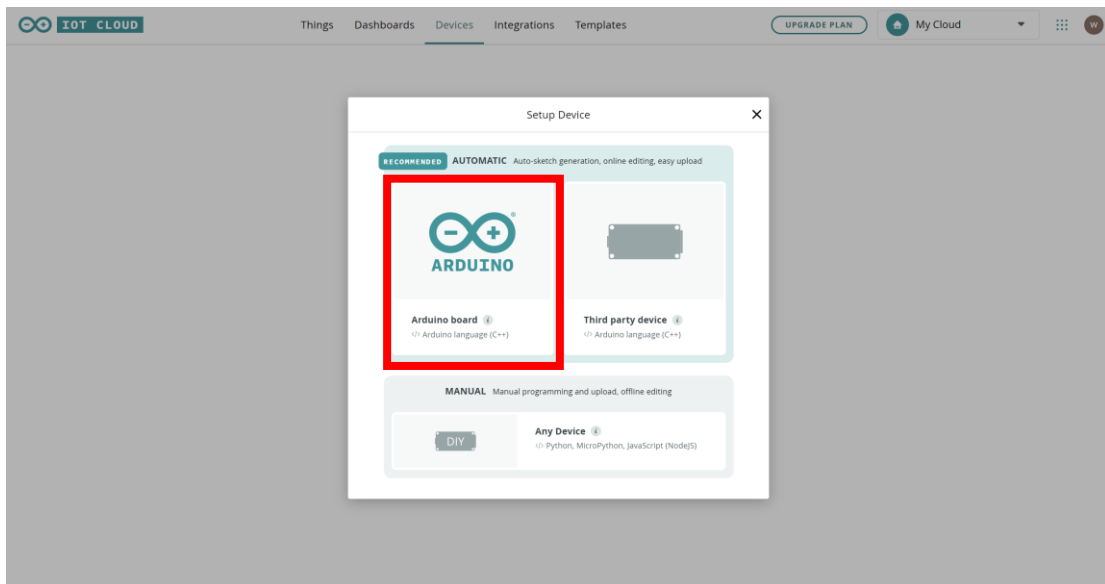 IOT CLOUD
Things Dashboards Devices Integrations Templates
UPGRADE PLAN
My Cloud
W
Setup Device
RECOMMENDED AUTOMATIC Auto-sketch generation, online editing, easy upload
ARDUINO
Arduino board i
</> Arduino language (C++)
Third party device i
</> Arduino language (C++)
MANUAL Manual programming and upload, offline editing
DIY
Any Device i
</> Python, MicroPython, JavaScript (NodeJS)